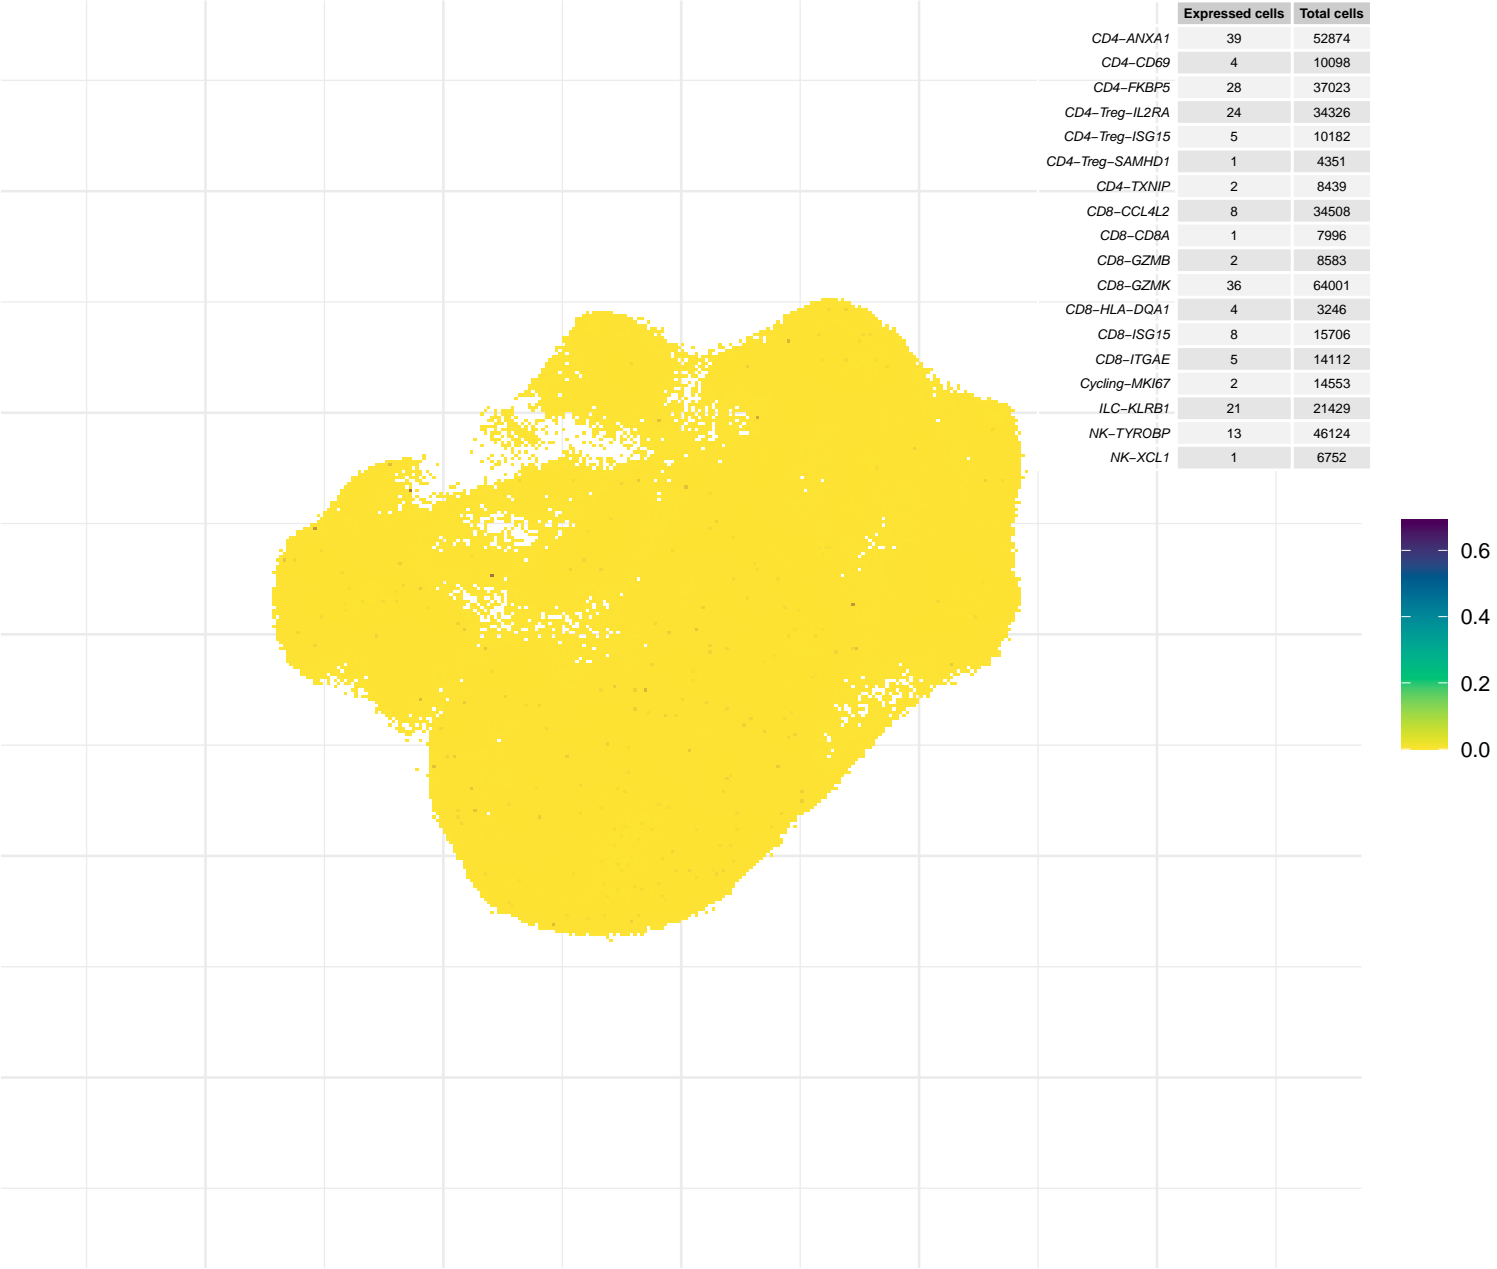 Expressed cells Total cells
CD4−ANXA1 39 52874
CD4−CD69 4 10098
CD4−FKBP5 28 37023
CD4−Treg−IL2RA 24 34326
CD4−Treg−ISG15 5 10182
CD4−Treg−SAMHD1 1 4351
CD4−TXNIP 2 8439
CD8−CCL4L2 8 34508
CD8−CD8A 1 7996
CD8−GZMB 2 8583
CD8−GZMK 36 64001
CD8−HLA−DQA1 4 3246
CD8−ISG15 8 15706
CD8−ITGAE 5 14112
Cycling−MKI67 2 14553
ILC−KLRB1 21 21429
NK−TYROBP 13 46124
NK−XCL1 1 6752
0.6
0.4
0.2
0.0